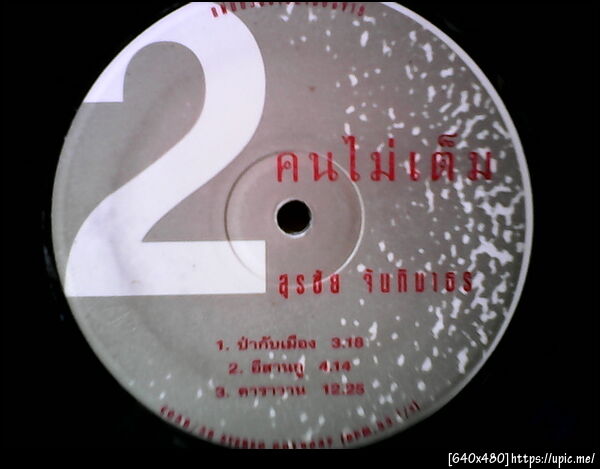 2
คนไม่เต็ม
สุรชัย จันทิมาธร
1. ป่ากับเมือง 3.18
2. อีสานกู 4.14
3. คาราวาน 12.25
[640x480]https://upic.me/